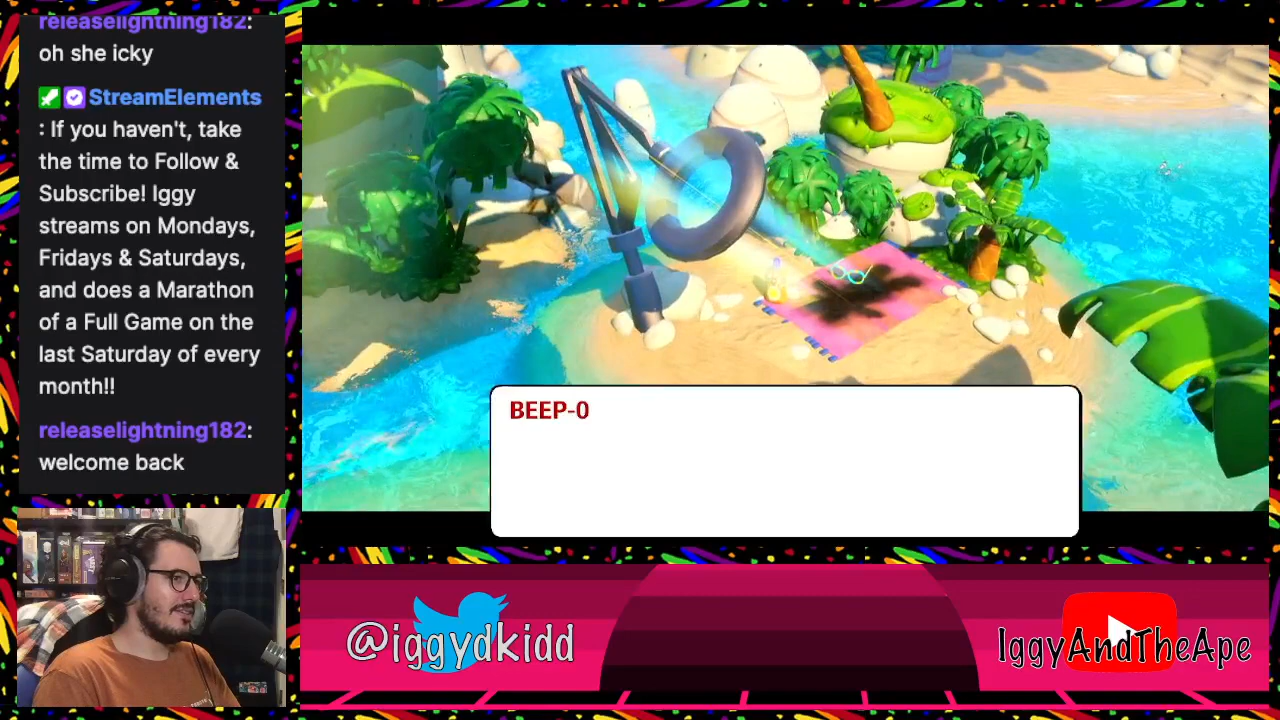 releaselightning182:
oh she icky
StreamElements
: If you haven't, take
the time to Follow &
Subscribe! Iggy
streams on Mondays,
Fridays & Saturdays,
and does a Marathon
of a Full Game on the
last Saturday of every
month!!
releaselightning182:
welcome back
BEEP-0
@iggydkidd
IggyAndTheApe